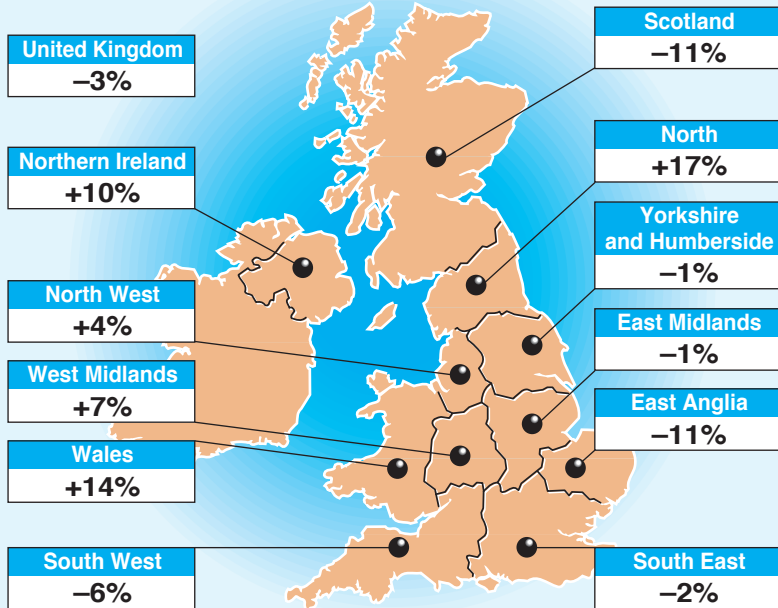 United Kingdom
–3%
Northern Ireland
+10%
North West
+4%
West Midlands
+7%
Wales
+14%
South West
–6%
Scotland
–11%
North
+17%
Yorkshire
and Humberside
–1%
East Midlands
–1%
East Anglia
–11%
South East
–2%